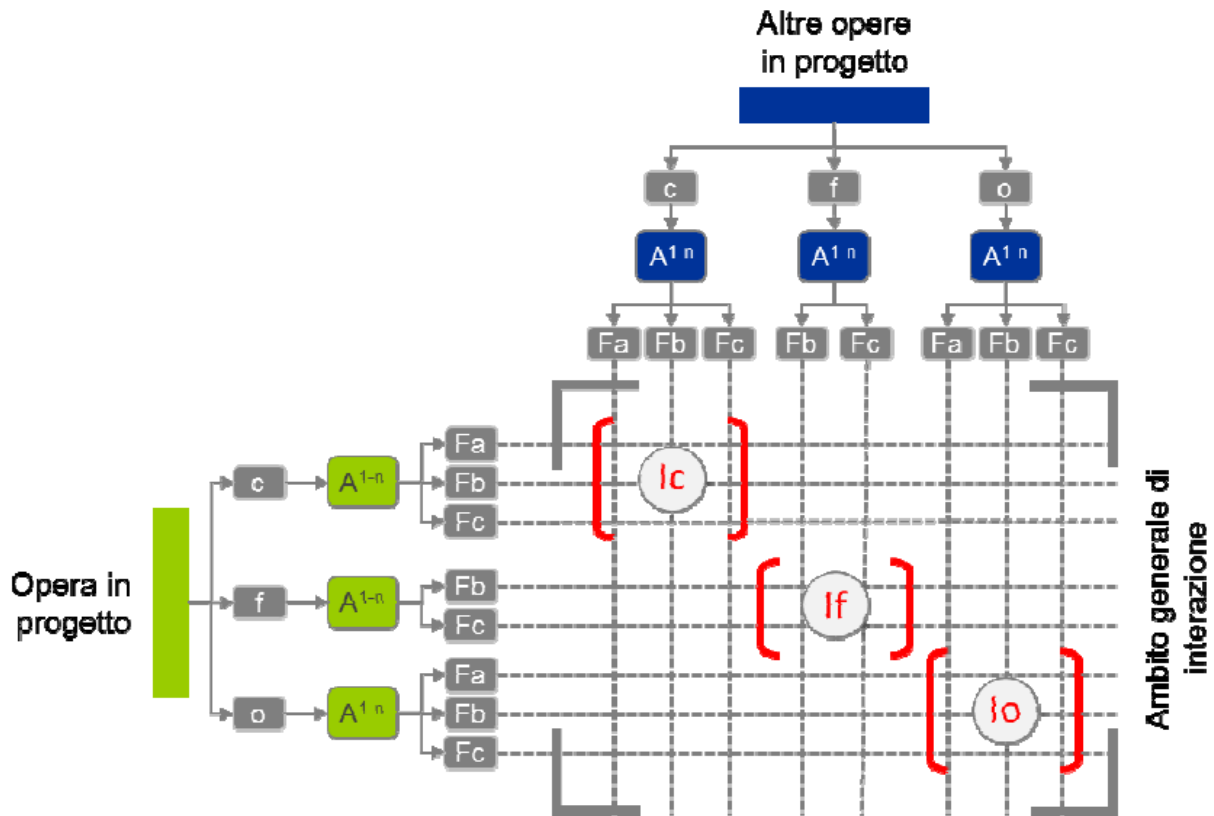 Altre opere
in progetto
c f o
A¹⁻ⁿ A¹⁻ⁿ A¹⁻ⁿ
Fa Fb Fc Fb Fc Fa Fb Fc
Fa
c A¹⁻ⁿ Fb
Fc
Ic
Opera in
progetto
f A¹⁻ⁿ
Fb
Fc
If
Fa
o A¹⁻ⁿ Fb
Fc
Io
Ambito generale di
interazione